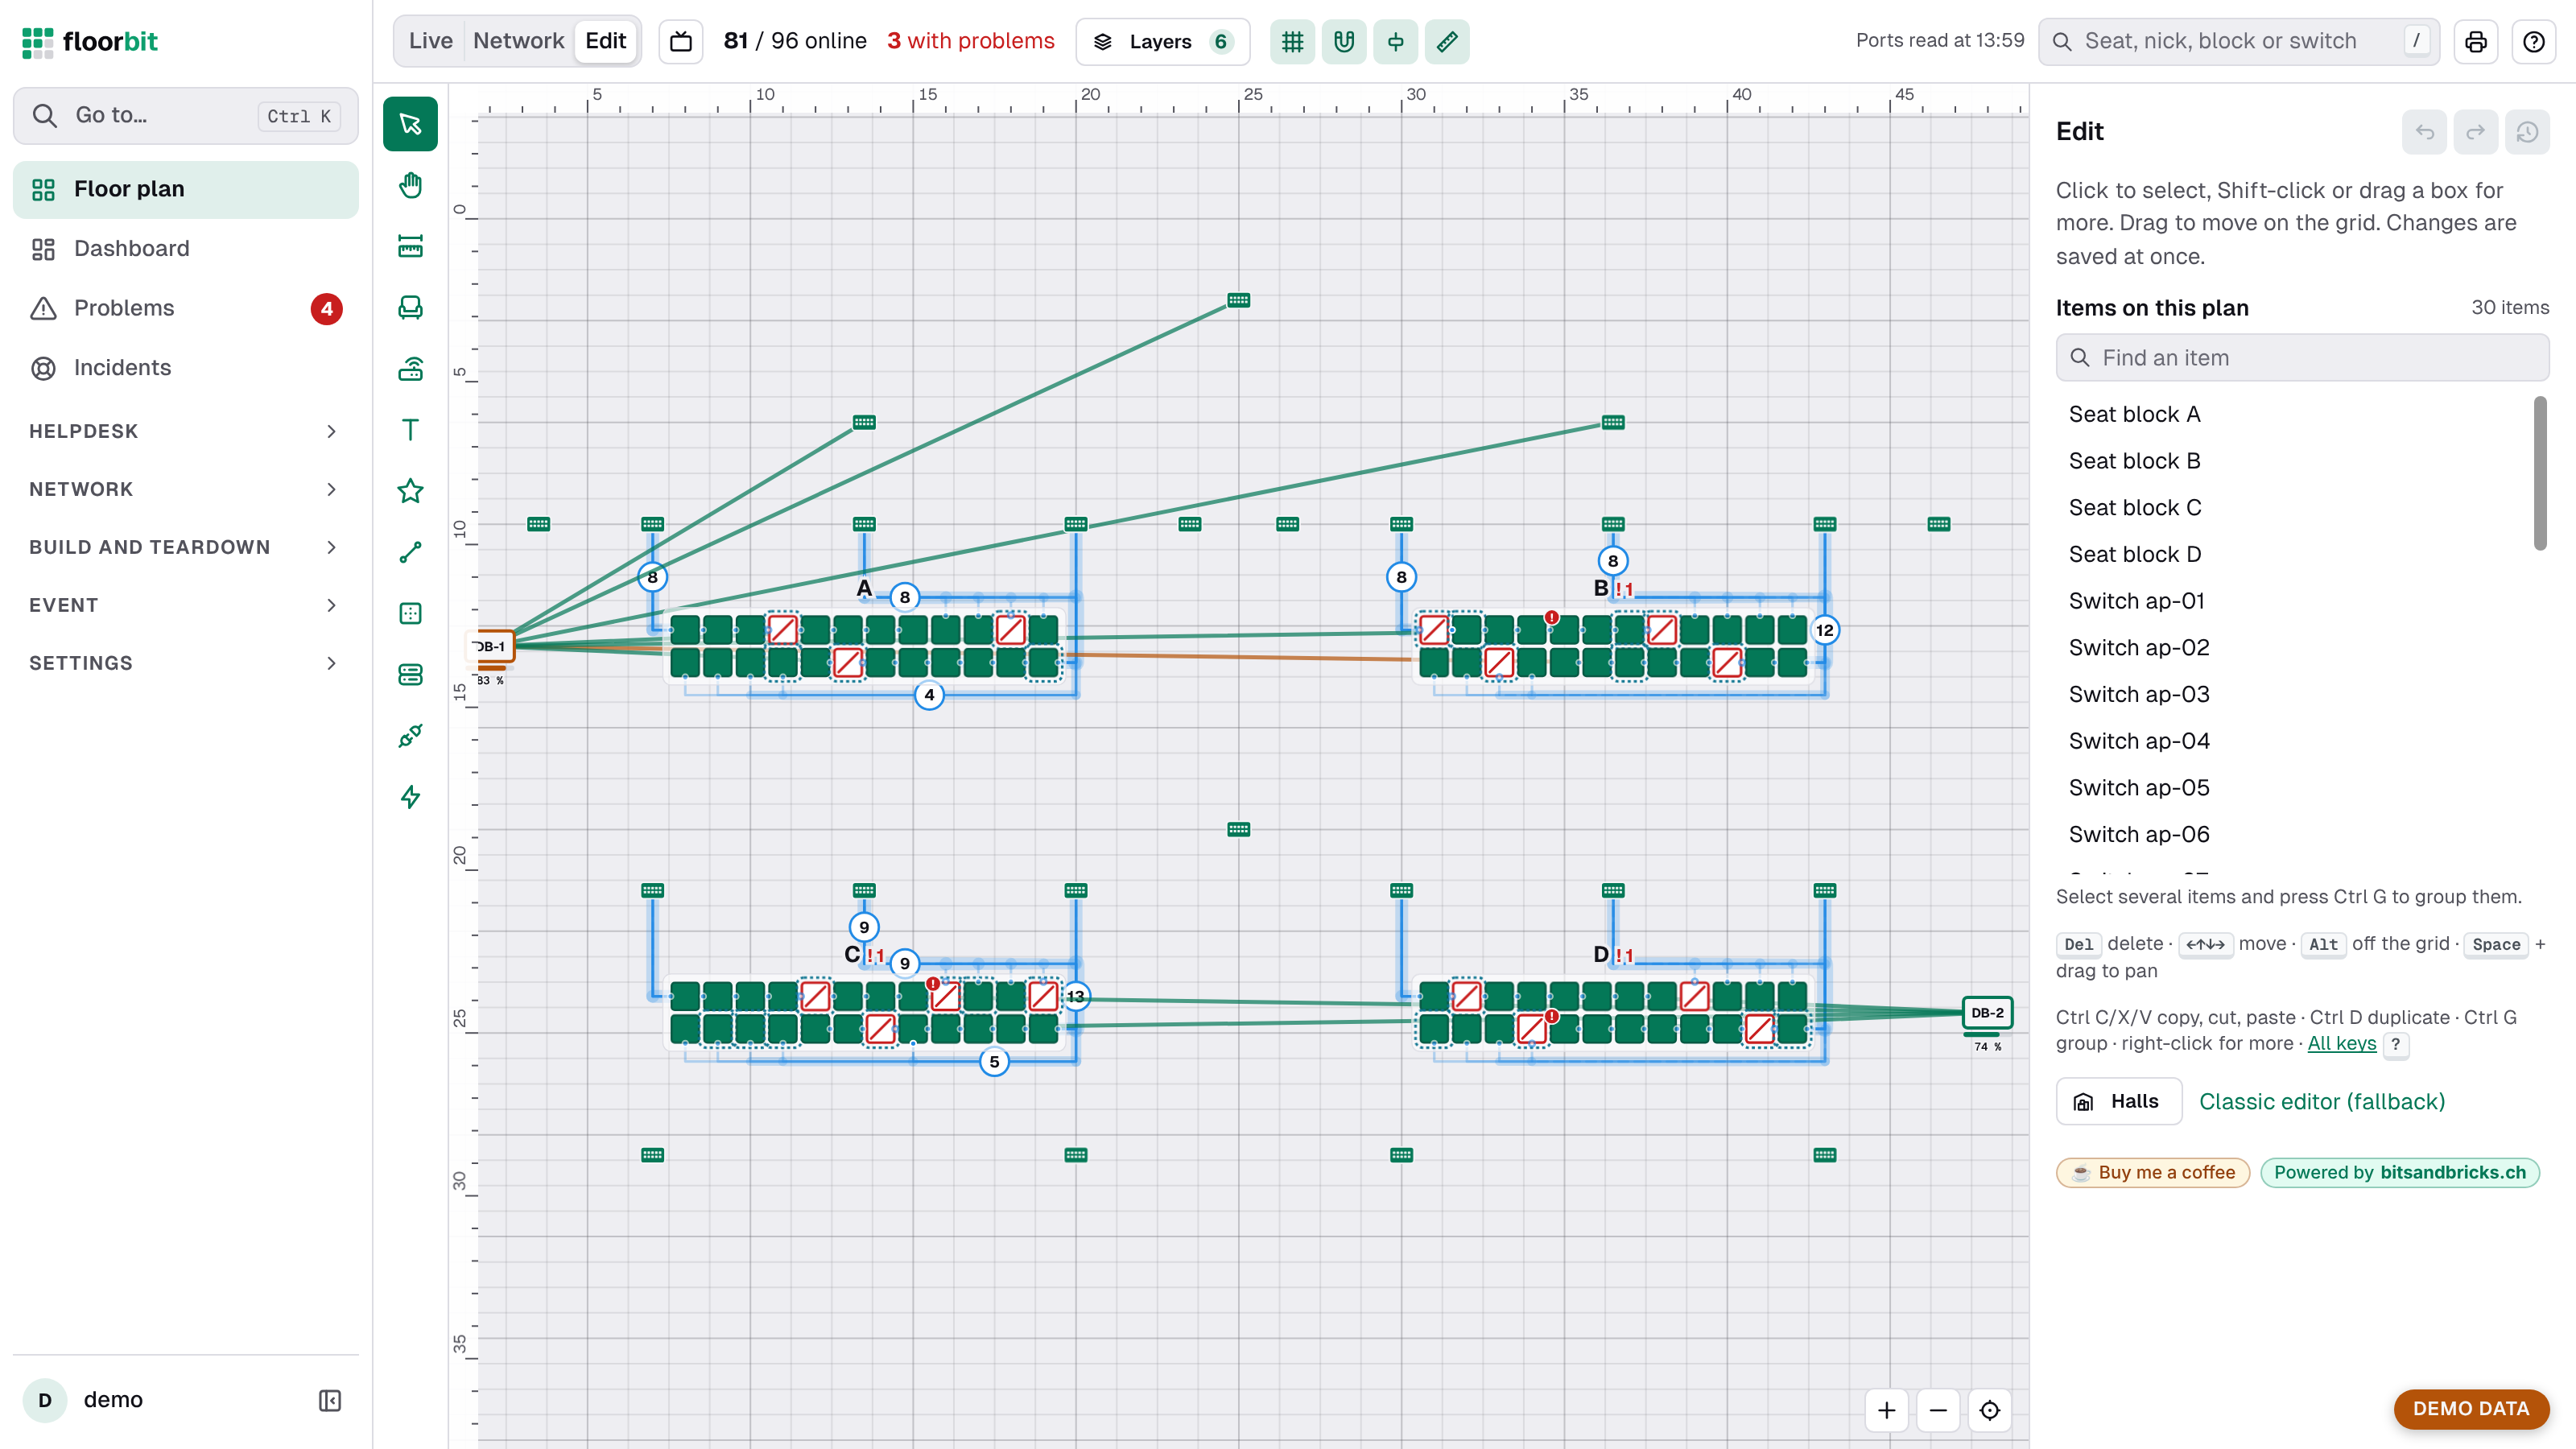 floorbit
Go to...
Ctrl K
Floor plan
Dashboard
Problems
4
Incidents
HELPDESK
NETWORK
BUILD AND TEARDOWN
EVENT
SETTINGS
D
demo
Live
Network
Edit
81 / 96 online
3 with problems
Layers
6
Ports read at 13:59
Seat, nick, block or switch
/
5
10
15
20
25
30
35
40
45
0
5
10
15
20
25
30
35
8
A
8
8
8
B !1
12
DB-1
83 %
4
9
C !1
9
13
D !1
DB-2
74 %
5
Edit
Click to select, Shift-click or drag a box for
more. Drag to move on the grid. Changes are
saved at once.
Items on this plan
30 items
Find an item
Seat block A
Seat block B
Seat block C
Seat block D
Switch ap-01
Switch ap-02
Switch ap-03
Switch ap-04
Switch ap-05
Switch ap-06
Select several items and press Ctrl G to group them.
Del delete · ←↑↓→ move · Alt off the grid · Space +
drag to pan
Ctrl C/X/V copy, cut, paste · Ctrl D duplicate · Ctrl G
group · right-click for more · All keys ?
Halls
Classic editor (fallback)
☕ Buy me a coffee
Powered by bitsandbricks.ch
DEMO DATA